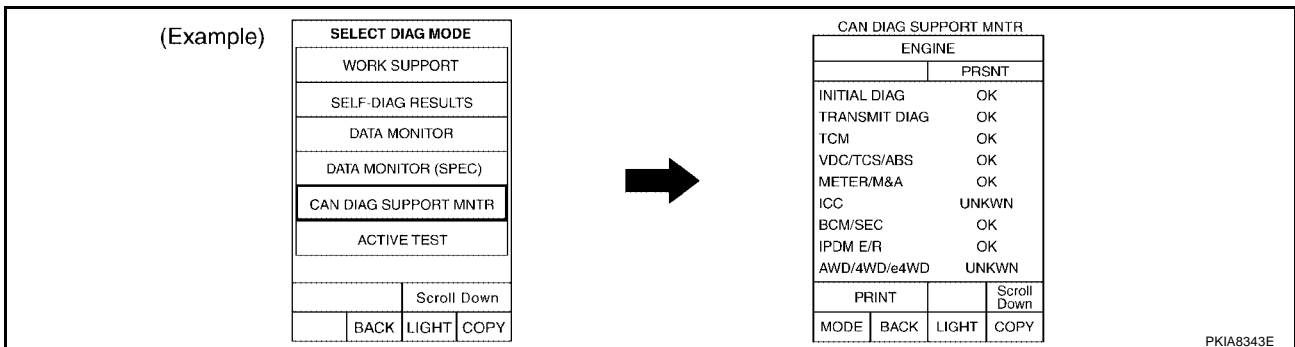 (Example)
SELECT DIAG MODE
WORK SUPPORT
SELF-DIAG RESULTS
DATA MONITOR
DATA MONITOR (SPEC)
CAN DIAG SUPPORT MNTR
ACTIVE TEST
Scroll Down
BACK LIGHT COPY
CAN DIAG SUPPORT MNTR
ENGINE
PRSNT
INITIAL DIAG OK
TRANSMIT DIAG OK
TCM OK
VDC/TCS/ABS OK
METER/M&A OK
ICC UNKWN
BCM/SEC OK
IPDM E/R OK
AWD/4WD/e4WD UNKWN
PRINT Scroll
Down
MODE BACK LIGHT COPY
PKIA8343E